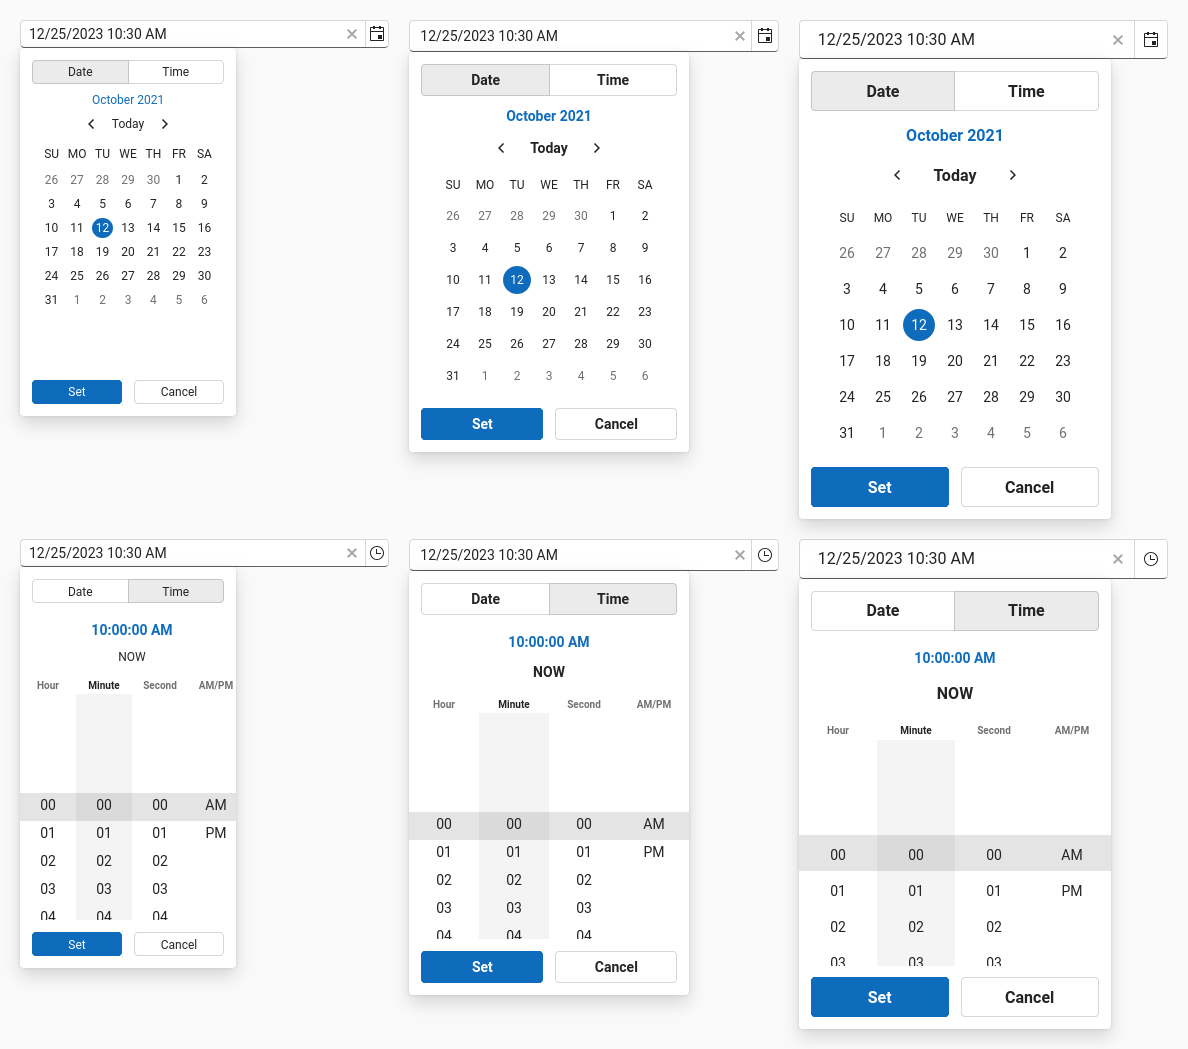 12/25/2023 10:30 AM
Date Time
October 2021
Today
SU MO TU WE TH FR SA
26 27 28 29 30 1 2
3 4 5 6 7 8 9
10 11 12 13 14 15 16
17 18 19 20 21 22 23
24 25 26 27 28 29 30
31 1 2 3 4 5 6
Set Cancel
12/25/2023 10:30 AM
Date Time
October 2021
Today
SU MO TU WE TH FR SA
26 27 28 29 30 1 2
3 4 5 6 7 8 9
10 11 12 13 14 15 16
17 18 19 20 21 22 23
24 25 26 27 28 29 30
31 1 2 3 4 5 6
Set Cancel
12/25/2023 10:30 AM
Date Time
October 2021
Today
SU MO TU WE TH FR SA
26 27 28 29 30 1 2
3 4 5 6 7 8 9
10 11 12 13 14 15 16
17 18 19 20 21 22 23
24 25 26 27 28 29 30
31 1 2 3 4 5 6
Set Cancel
12/25/2023 10:30 AM
Date Time
10:00:00 AM
NOW
Hour Minute Second AM/PM
00 00 00 AM
01 01 01 PM
02 02 02
03 03 03
04 04 04
Set Cancel
12/25/2023 10:30 AM
Date Time
10:00:00 AM
NOW
Hour Minute Second AM/PM
00 00 00 AM
01 01 01 PM
02 02 02
03 03 03
04 04 04
Set Cancel
12/25/2023 10:30 AM
Date Time
10:00:00 AM
NOW
Hour Minute Second AM/PM
00 00 00 AM
01 01 01 PM
02 02 02
03 03 03
Set Cancel